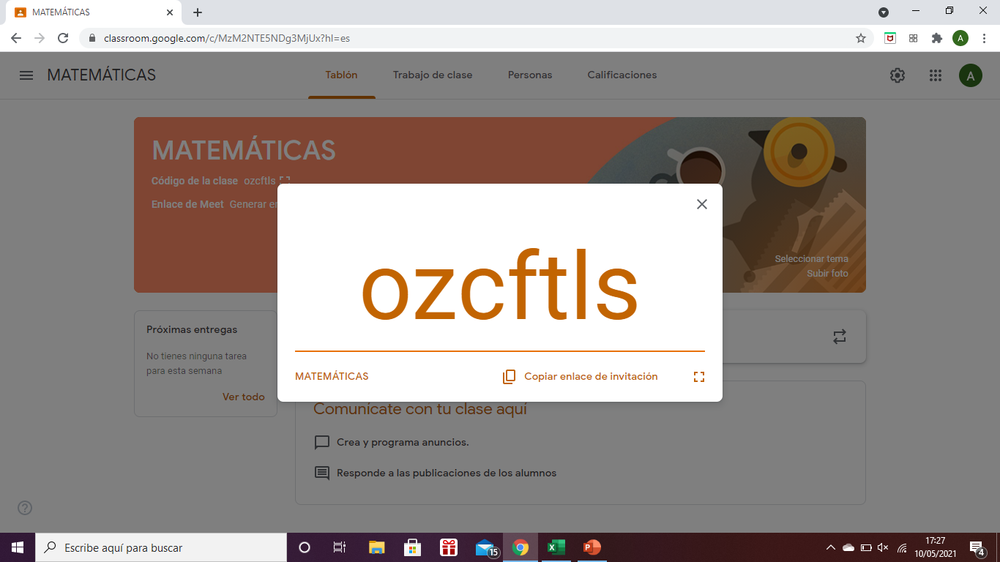 MATEMÁTICAS
classroom.google.com/c/MzM2NTE5NDg3MjUx?hl=es
A
MATEMÁTICAS
Tablón
Trabajo de clase
Personas
Calificaciones
A
MATEMÁTICAS
Código de la clase ozcftls
Enlace de Meet Generar
ozcftls
Seleccionar tema
Subir foto
MATEMÁTICAS
Copiar enlace de invitación
Próximas entregas
No tienes ninguna tarea
para esta semana
Ver todo
Comunícate con tu clase aquí
Crea y programa anuncios.
Responde a las publicaciones de los alumnos
Escribe aquí para buscar
15
17:27
10/05/2021
4